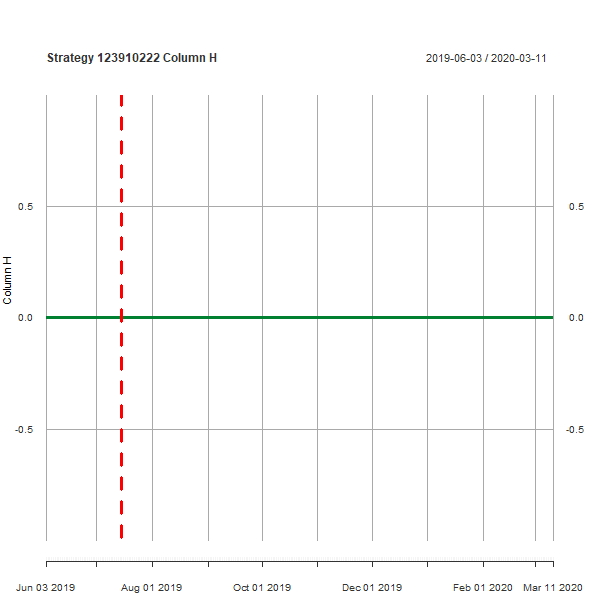 Strategy 123910222 Column H
2019-06-03 / 2020-03-11
0.5
0.5
Column H
0.0
0.0
-0.5
-0.5
Jun 03 2019
Aug 01 2019
Oct 01 2019
Dec 01 2019
Feb 01 2020
Mar 11 2020